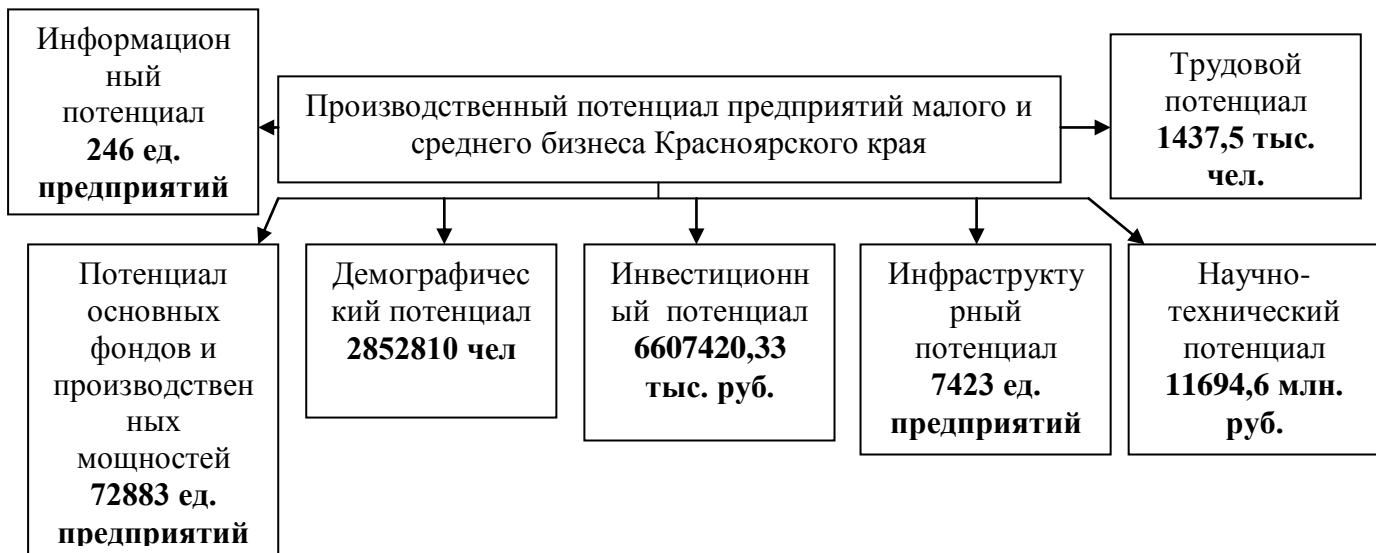 Информацион
ный
потенциал
246 ед.
предприятий
Производственный потенциал предприятий малого и
среднего бизнеса Красноярского края
Трудовой
потенциал
1437,5 тыс.
чел.
Потенциал
основных
фондов и
производствен
ных
мощностей
72883 ед.
предприятий
Демографичес
кий потенциал
2852810 чел
Инвестиционн
ый потенциал
6607420,33
тыс. руб.
Инфраструкту
рный
потенциал
7423 ед.
предприятий
Научно-
технический
потенциал
11694,6 млн.
руб.